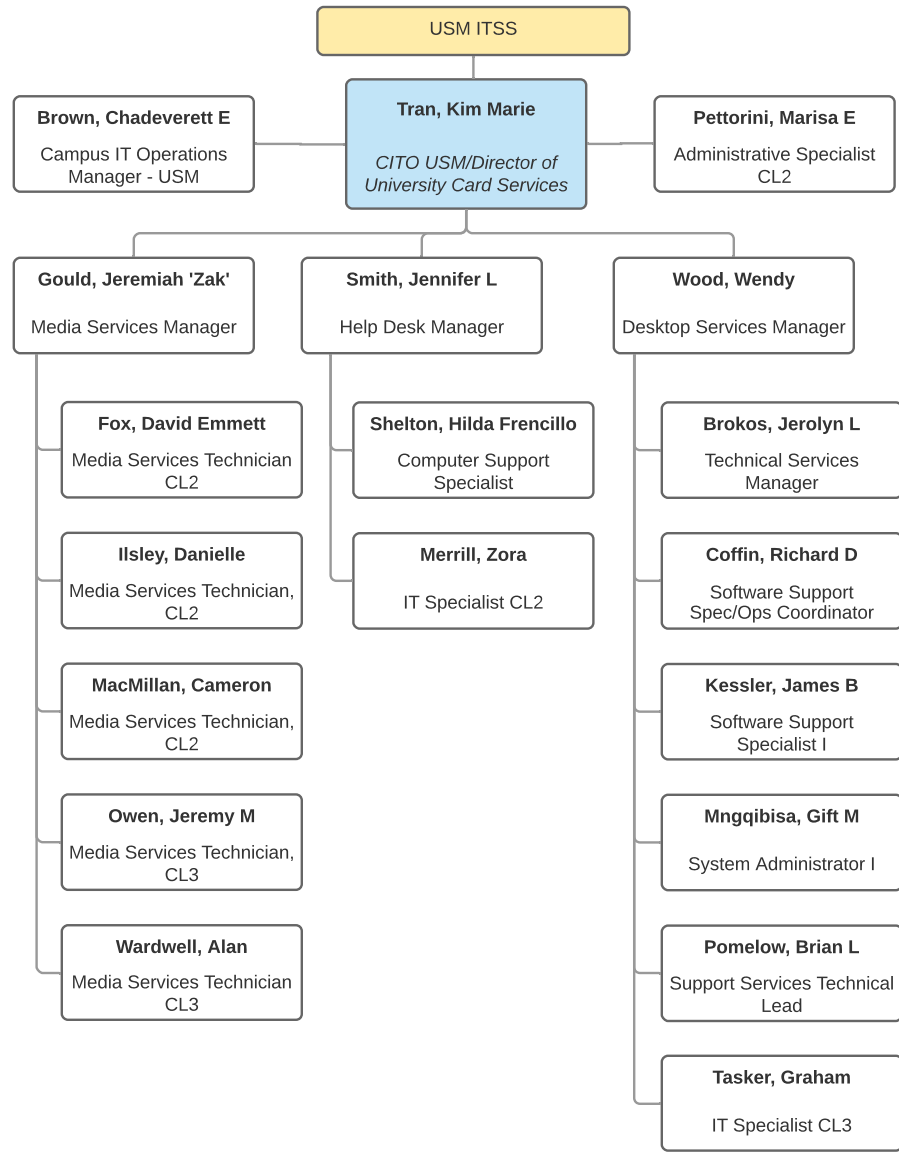 USM ITSS
Tran, Kim Marie
CITO USM/Director of
University Card Services
Brown, Chadeverett E
Campus IT Operations
Manager - USM
Pettorini, Marisa E
Administrative Specialist
CL2
Gould, Jeremiah 'Zak'
Media Services Manager
Fox, David Emmett
Media Services Technician
CL2
Ilsley, Danielle
Media Services Technician,
CL2
MacMillan, Cameron
Media Services Technician,
CL2
Owen, Jeremy M
Media Services Technician,
CL3
Wardwell, Alan
Media Services Technician
CL3
Smith, Jennifer L
Help Desk Manager
Shelton, Hilda Frencillo
Computer Support
Specialist
Merrill, Zora
IT Specialist CL2
Wood, Wendy
Desktop Services Manager
Brokos, Jerolyn L
Technical Services
Manager
Coffin, Richard D
Software Support
Spec/Ops Coordinator
Kessler, James B
Software Support
Specialist I
Mngqibisa, Gift M
System Administrator I
Pomelow, Brian L
Support Services Technical
Lead
Tasker, Graham
IT Specialist CL3